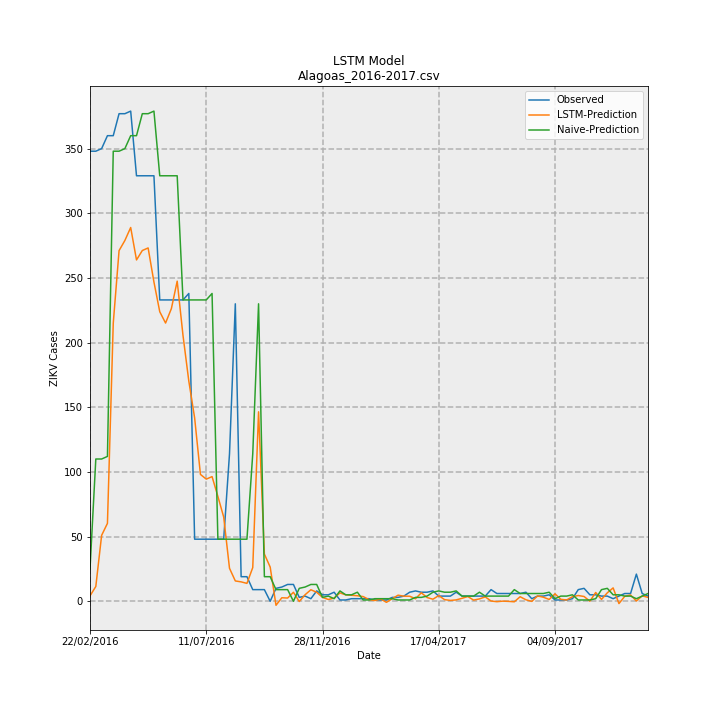 LSTM Model
Alagoas_2016-2017.csv
Observed
LSTM-Prediction
Naive-Prediction
350
300
250
200
150
100
50
0
ZIKV Cases
22/02/2016 11/07/2016 28/11/2016 17/04/2017 04/09/2017
Date